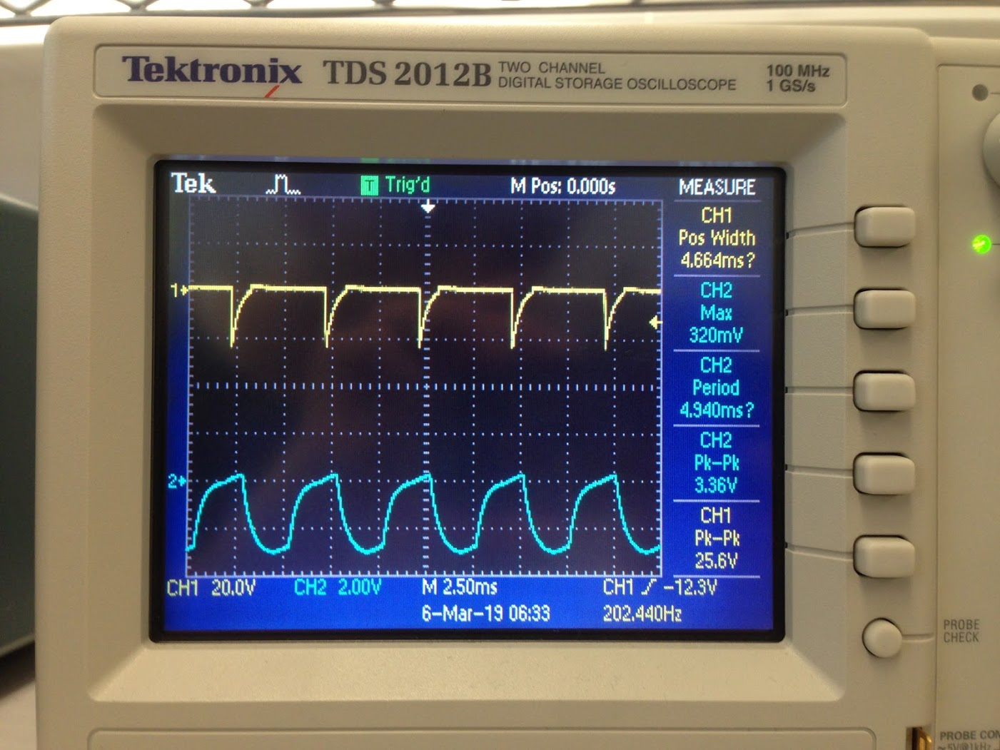 Tektronix TDS 2012B TWO CHANNEL DIGITAL STORAGE OSCILLOSCOPE 100 MHz 1 GS/s
Tek T Trig'd M Pos: 0.000s MEASURE
CH1
Pos Width
4.664ms?
CH2
Max
320mV
CH2
Period
4.940ms?
CH2
Pk-Pk
3.36V
CH1
Pk-Pk
25.6V
1
2
CH1 20.0V CH2 2.00V M 2.50ms CH1 -12.3V
6-Mar-19 06:33 202.440Hz
PROBE
CHECK
PROBE